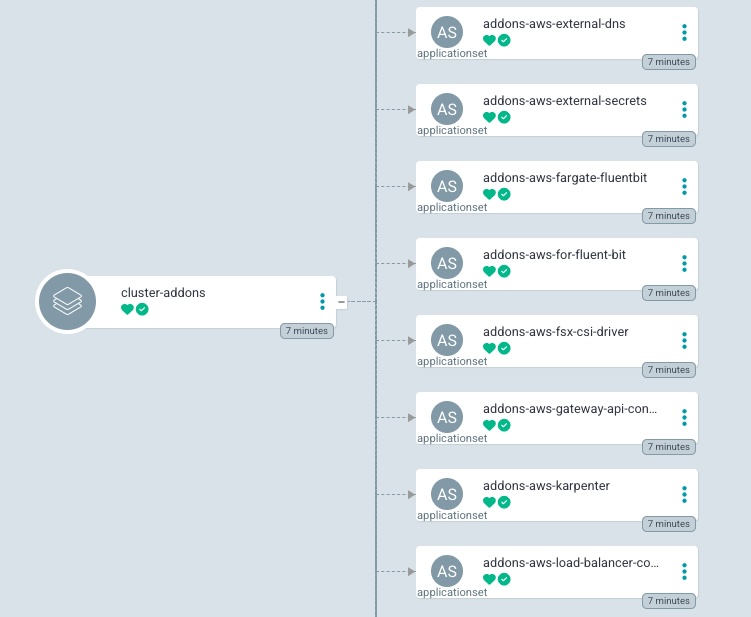 cluster-addons
7 minutes
AS
addons-aws-external-dns
applicationset
7 minutes
AS
addons-aws-external-secrets
applicationset
7 minutes
AS
addons-aws-fargate-fluentbit
applicationset
7 minutes
AS
addons-aws-for-fluent-bit
applicationset
7 minutes
AS
addons-aws-fsx-csi-driver
applicationset
7 minutes
AS
addons-aws-gateway-api-con...
applicationset
7 minutes
AS
addons-aws-karpenter
applicationset
7 minutes
AS
addons-aws-load-balancer-co...
applicationset
7 minutes